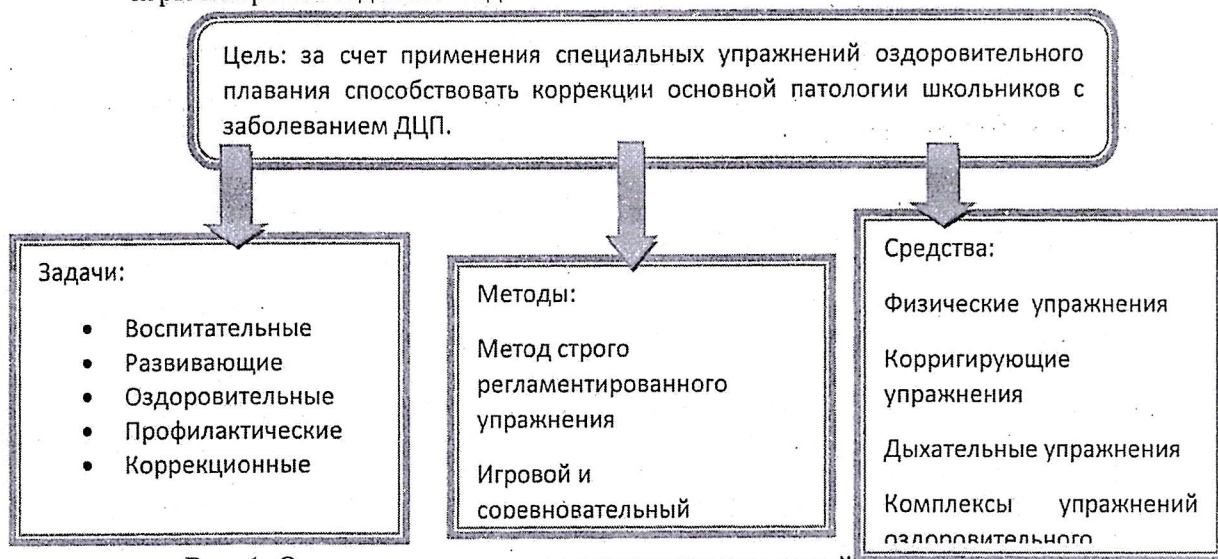 Цель: за счет применения специальных упражнений оздоровительного
плавания способствовать коррекции основной патологии школьников с
заболеванием ДЦП.
Задачи:
• Воспитательные
• Развивающие
• Оздоровительные
• Профилактические
• Коррекционные
Методы:
Метод строго
регламентированного
упражнения
Игровой и
соревновательный
Средства:
Физические упражнения
Корригирующие
упражнения
Дыхательные упражнения
Комплексы упражнений
оздоровительного